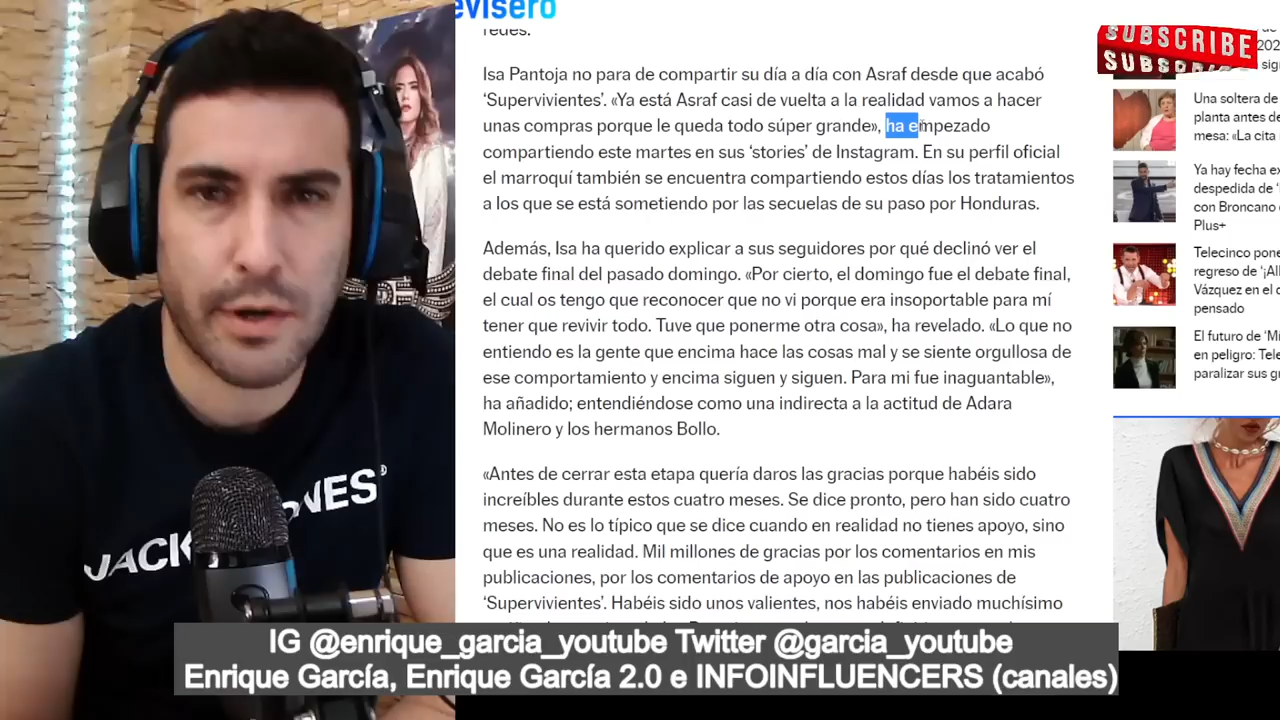 evisero
redes.
Isa Pantoja no para de compartir su día a día con Asraf desde que acabó
‘Supervivientes’. «Ya está Asraf casi de vuelta a la realidad vamos a hacer
unas compras porque le queda todo súper grande», ha empezado
compartiendo este martes en sus ‘stories’ de Instagram. En su perfil oficial
el marroquí también se encuentra compartiendo estos días los tratamientos
a los que se está sometiendo por las secuelas de su paso por Honduras.
Además, Isa ha querido explicar a sus seguidores por qué declinó ver el
debate final del pasado domingo. «Por cierto, el domingo fue el debate final,
el cual os tengo que reconocer que no vi porque era insoportable para mí
tener que revivir todo. Tuve que ponerme otra cosa», ha revelado. «Lo que no
entiendo es la gente que encima hace las cosas mal y se siente orgullosa de
ese comportamiento y encima siguen y siguen. Para mi fue inaguantable»,
ha añadido; entendiéndose como una indirecta a la actitud de Adara
Molinero y los hermanos Bollo.
«Antes de cerrar esta etapa quería daros las gracias porque habéis sido
increíbles durante estos cuatro meses. Se dice pronto, pero han sido cuatro
meses. No es lo típico que se dice cuando en realidad no tienes apoyo, sino
que es una realidad. Mil millones de gracias por los comentarios en mis
publicaciones, por los comentarios de apoyo en las publicaciones de
‘Supervivientes’. Habéis sido unos valientes, nos habéis enviado muchísimo
SUBSCRIBE
SUBSCRIBE
de
202
sign
Una soltera de
planta antes de
mesa: «La cita
Ya hay fecha ex
despedida de ‘
con Broncano e
Plus+
Telecinco pone
regreso de ‘¡All
Vázquez en el d
pensado
El futuro de ‘Mi
en peligro: Tele
paralizar sus gr
JACK JONES®
IG @enrique_garcia_youtube Twitter @garcia_youtube
Enrique García, Enrique García 2.0 e INFOINFLUENCERS (canales)